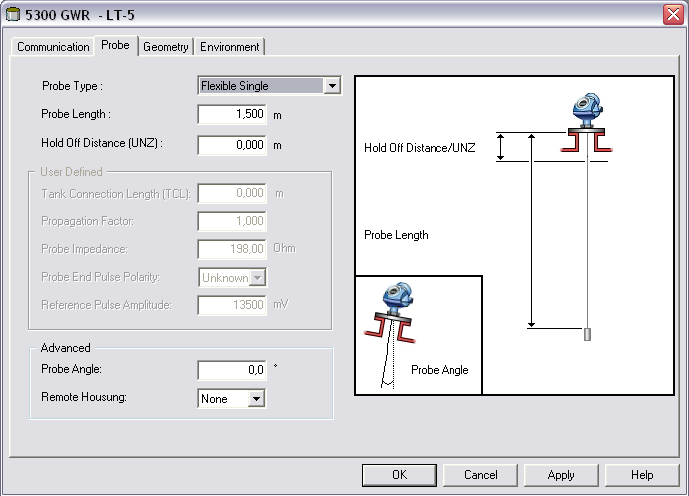 5300 GWR - LT-5
Communication Probe Geometry Environment
Probe Type : Flexible Single
Probe Length : 1,500 m
Hold Off Distance (UNZ) : 0,000 m
User Defined
Tank Connection Length (TCL): 0,000 m
Propagation Factor: 1,000
Probe Impedance: 198,00 Ohm
Probe End Pulse Polarity: Unknown
Reference Pulse Amplitude: 13500 mV
Advanced
Probe Angle: 0,0 °
Remote Housung: None
Hold Off Distance/UNZ
Probe Length
Probe Angle
OK Cancel Apply Help